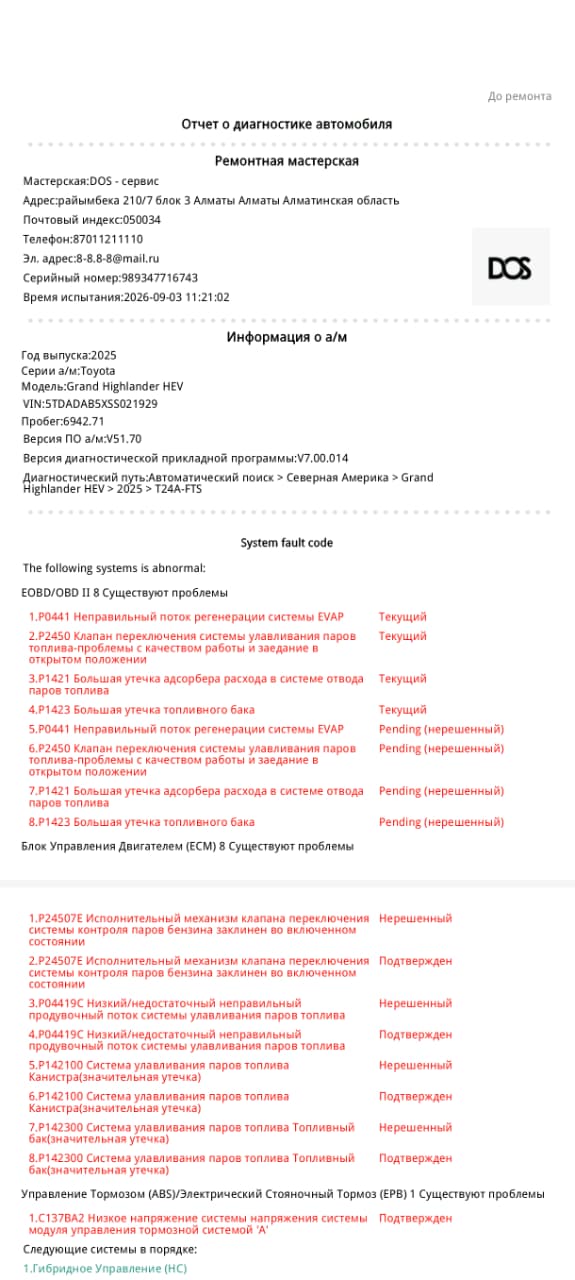 До ремонта
Отчет о диагностике автомобиля
Ремонтная мастерская
Мастерская:DOS - сервис
Адрес:райымбека 210/7 блок 3 Алматы Алматы Алматинская область
Почтовый индекс:050034
Телефон:87011211110
Эл. адрес:8-8.8-8@mail.ru
Серийный номер:989347716743
Время испытания:2026-09-03 11:21:02
DOS
Информация о а/м
Год выпуска:2025
Серии а/м:Toyota
Модель:Grand Highlander HEV
VIN:5TDADAB5XSS021929
Пробег:6942.71
Версия ПО а/м:V51.70
Версия диагностической прикладной программы:V7.00.014
Диагностический путь:Автоматический поиск > Северная Америка > Grand
Highlander HEV > 2025 > T24A-FTS
System fault code
The following systems is abnormal:
EOBD/OBD II 8 Существуют проблемы
1.P0441 Неправильный поток регенерации системы EVAP Текущий
2.P2450 Клапан переключения системы улавливания паров Текущий
топлива-проблемы с качеством работы и заедание в
открытом положении
3.P1421 Большая утечка адсорбера расхода в системе отвода Текущий
паров топлива
4.P1423 Большая утечка топливного бака Текущий
5.P0441 Неправильный поток регенерации системы EVAP Pending (нерешенный)
6.P2450 Клапан переключения системы улавливания паров Pending (нерешенный)
топлива-проблемы с качеством работы и заедание в
открытом положении
7.P1421 Большая утечка адсорбера расхода в системе отвода Pending (нерешенный)
паров топлива
8.P1423 Большая утечка топливного бака Pending (нерешенный)
Блок Управления Двигателем (ECM) 8 Существуют проблемы
1.P24507E Исполнительный механизм клапана переключения Нерешенный
системы контроля паров бензина заклинен во включенном
состоянии
2.P24507E Исполнительный механизм клапана переключения Подтвержден
системы контроля паров бензина заклинен во включенном
состоянии
3.P04419C Низкий/недостаточный неправильный Нерешенный
продувочный поток системы улавливания паров топлива
4.P04419C Низкий/недостаточный неправильный Подтвержден
продувочный поток системы улавливания паров топлива
5.P142100 Система улавливания паров топлива Нерешенный
Канистра(значительная утечка)
6.P142100 Система улавливания паров топлива Подтвержден
Канистра(значительная утечка)
7.P142300 Система улавливания паров топлива Топливный Нерешенный
бак(значительная утечка)
8.P142300 Система улавливания паров топлива Топливный Подтвержден
бак(значительная утечка)
Управление Тормозом (ABS)/Электрический Стояночный Тормоз (EPB) 1 Существуют проблемы
1.C137BA2 Низкое напряжение системы напряжения системы Подтвержден
модуля управления тормозной системой 'A'
Следующие системы в порядке:
1.Гибридное Управление (HC)